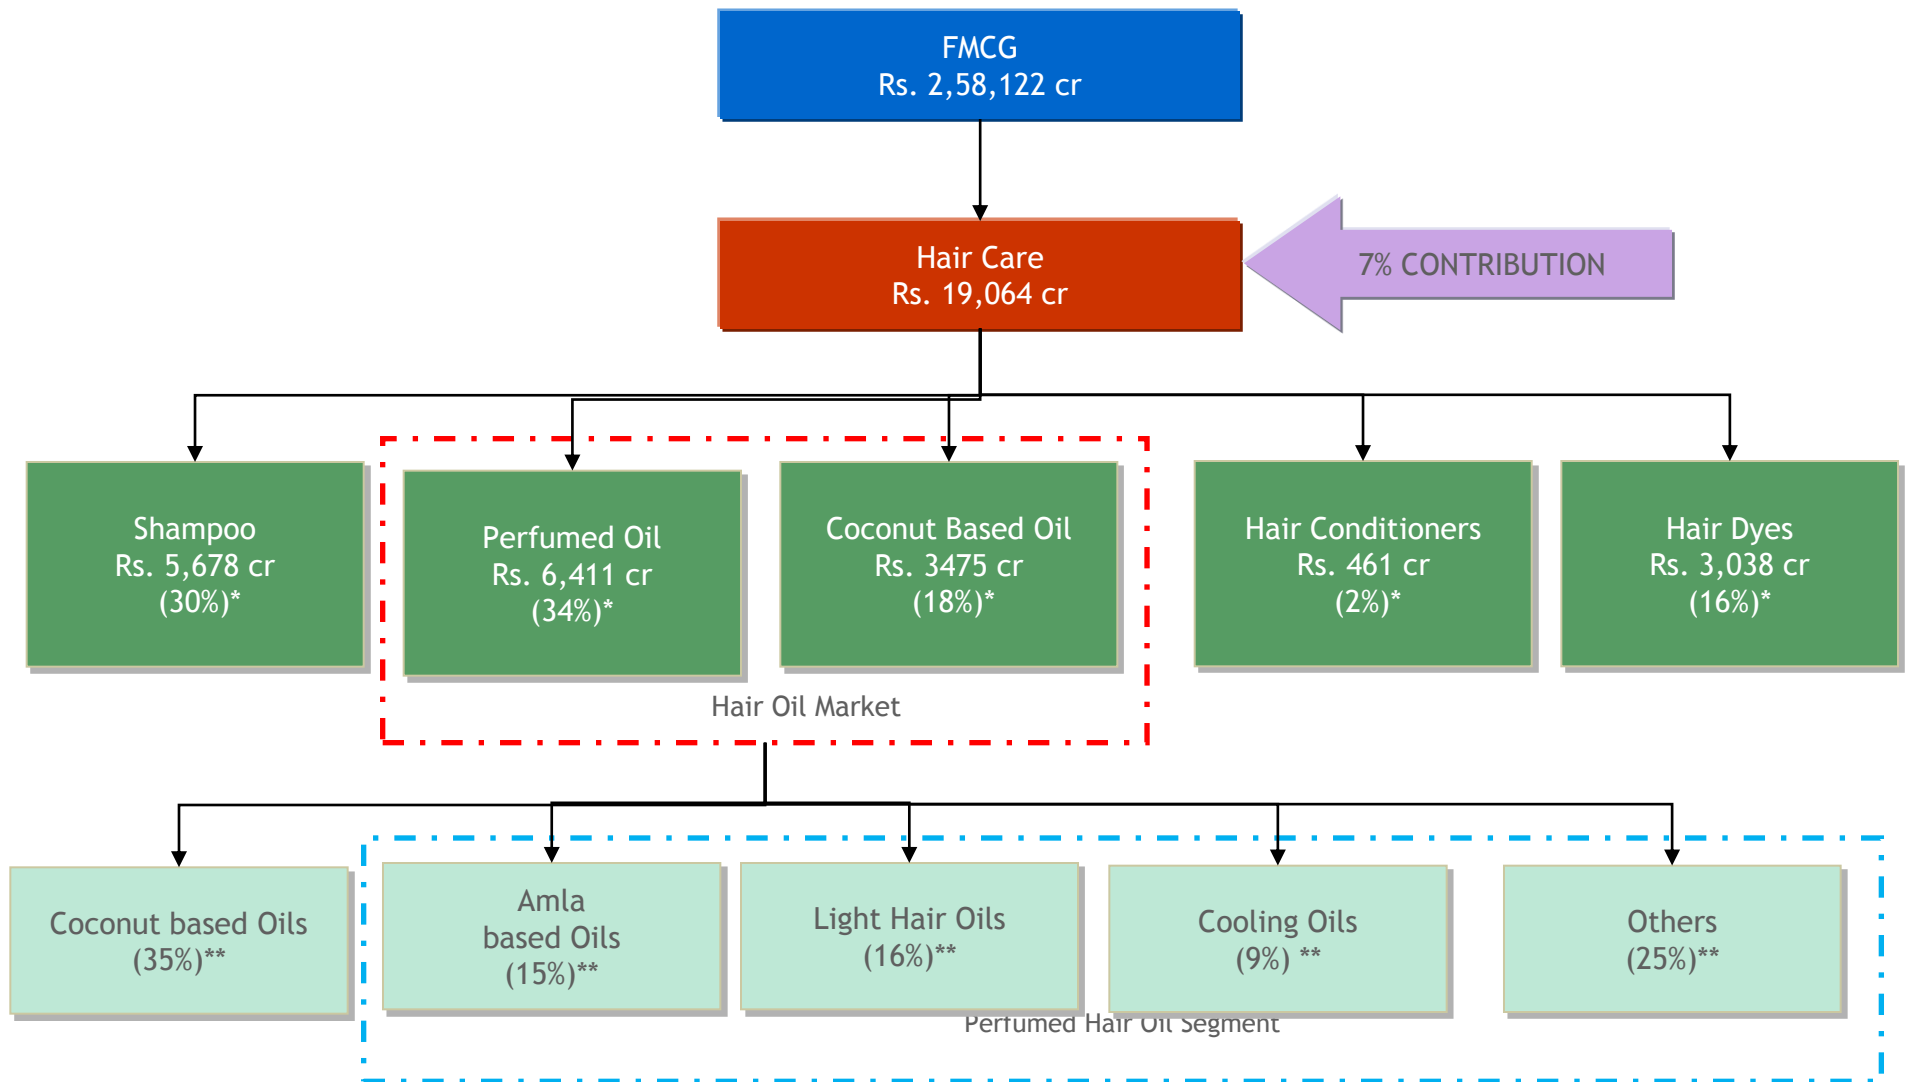 FMCG
Rs. 2,58,122 cr
Hair Care
Rs. 19,064 cr
7% CONTRIBUTION
Shampoo
Rs. 5,678 cr
(30%)*
Perfumed Oil
Rs. 6,411 cr
(34%)*
Coconut Based Oil
Rs. 3475 cr
(18%)*
Hair Conditioners
Rs. 461 cr
(2%)*
Hair Dyes
Rs. 3,038 cr
(16%)*
Hair Oil Market
Coconut based Oils
(35%)**
Amla
based Oils
(15%)**
Light Hair Oils
(16%)**
Cooling Oils
(9%) **
Others
(25%)**
Perfumed Hair Oil Segment